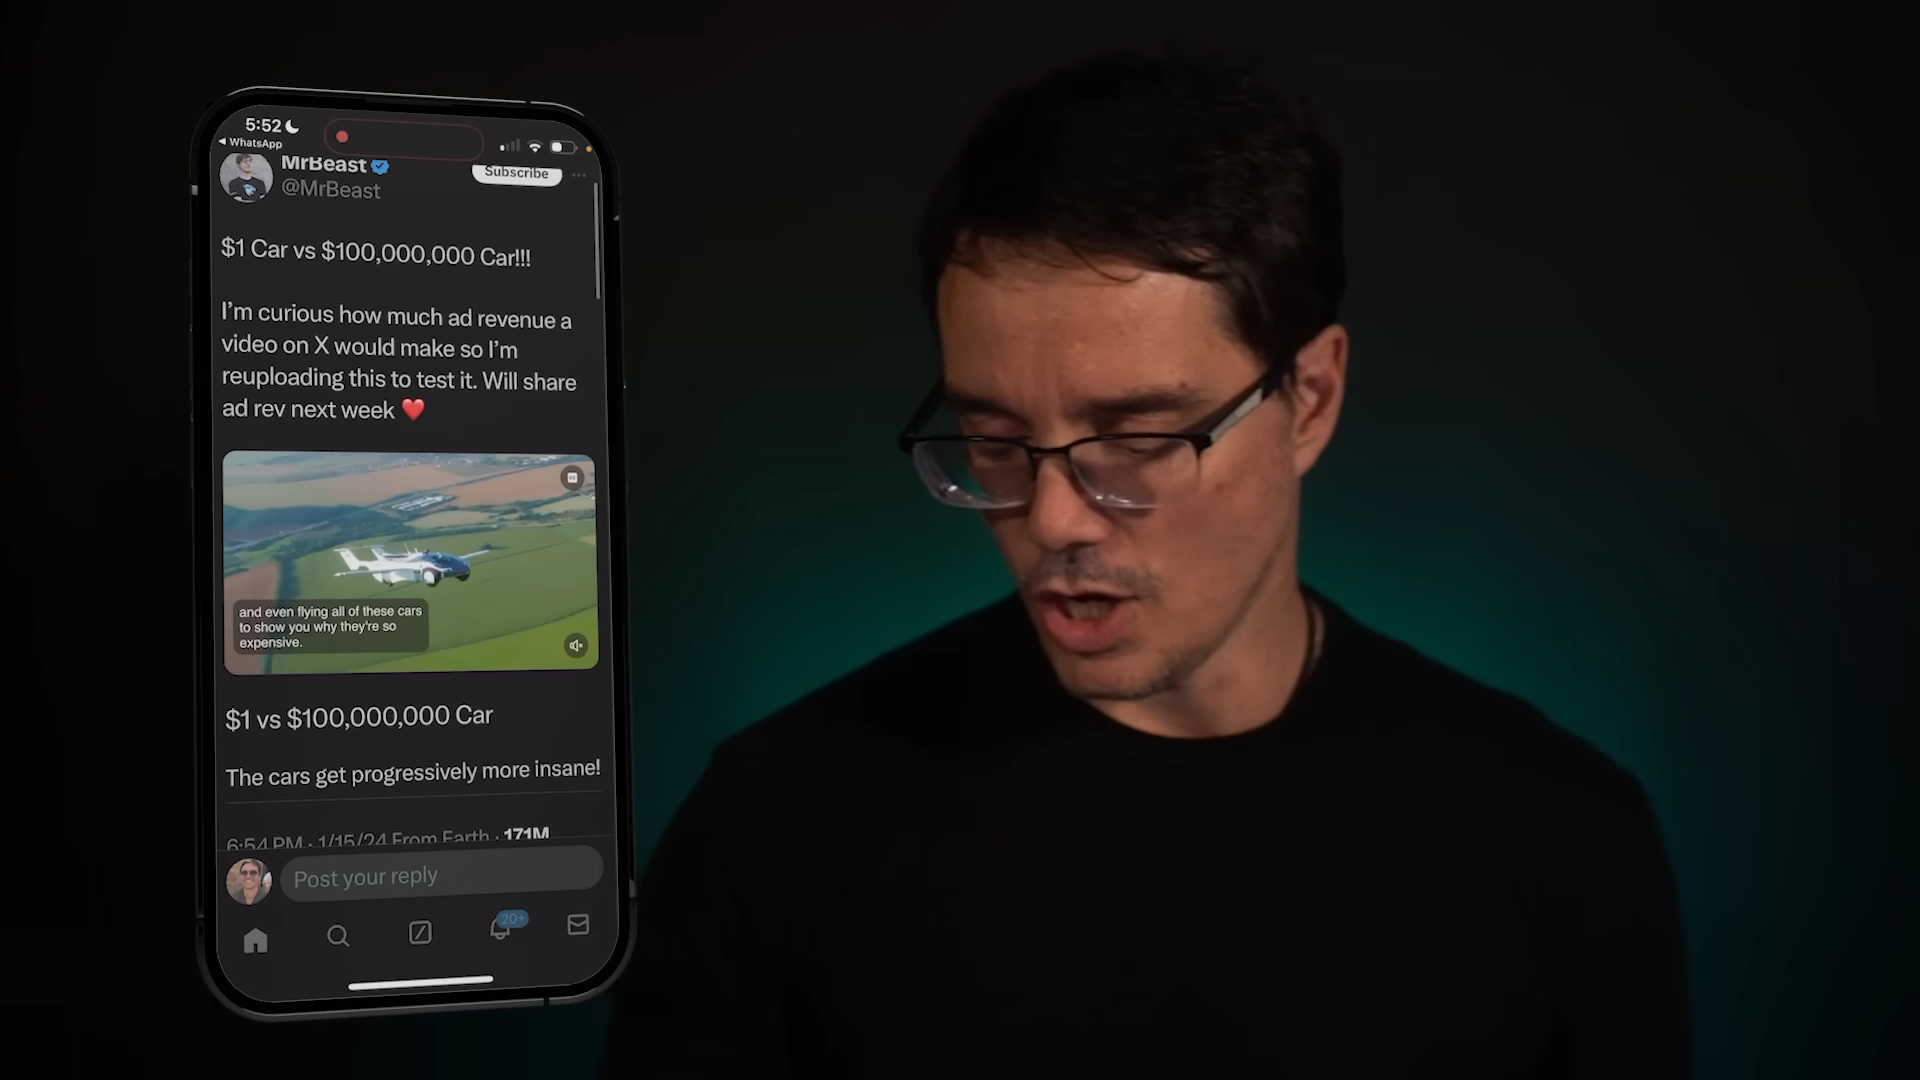 5:52
◀ WhatsApp
MrBeast
Subscribe
@MrBeast
$1 Car vs $100,000,000 Car!!!
I'm curious how much ad revenue a
video on X would make so I'm
reuploading this to test it. Will share
ad rev next week ❤️
and even flying all of these cars
to show you why they're so
expensive.
$1 vs $100,000,000 Car
The cars get progressively more insane!
6:54 PM · 1/15/24 From Earth · 171M
Post your reply
20+